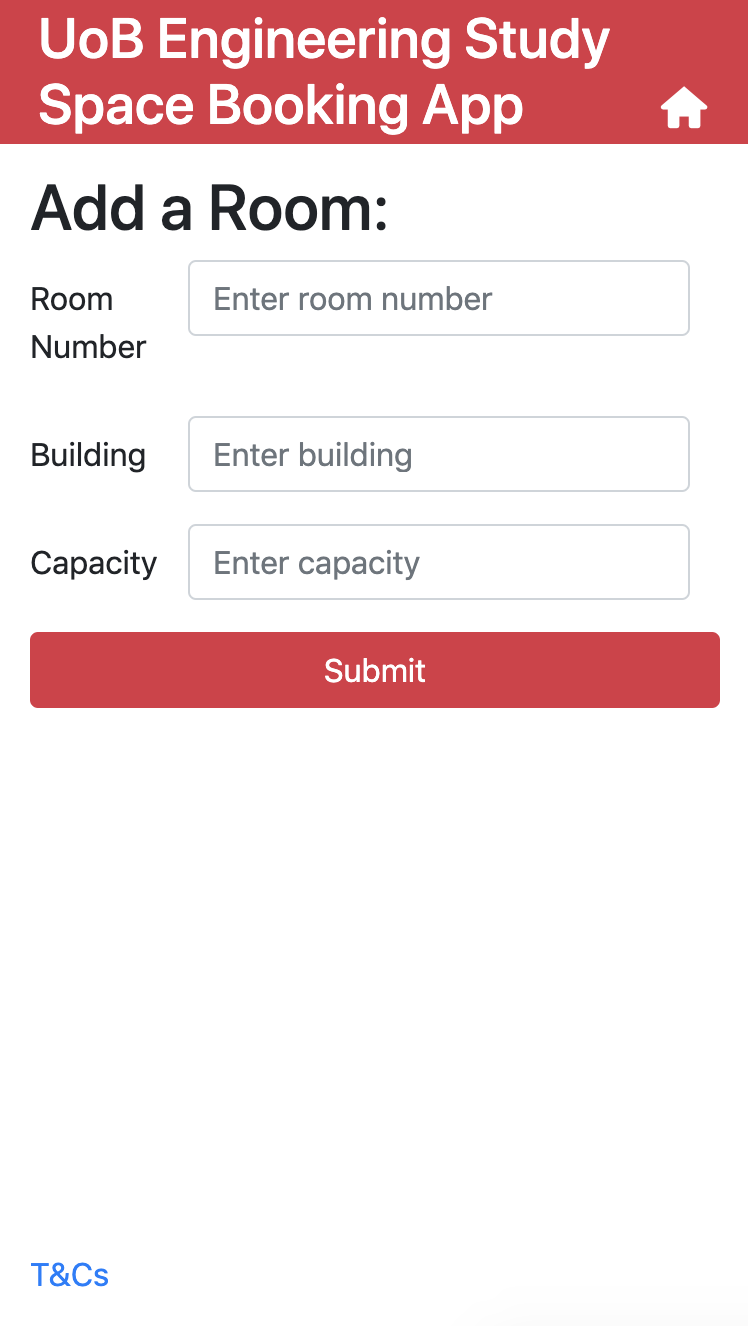 UoB Engineering Study
Space Booking App
Add a Room:
Room
Number
Enter room number
Building
Enter building
Capacity
Enter capacity
Submit
T&Cs